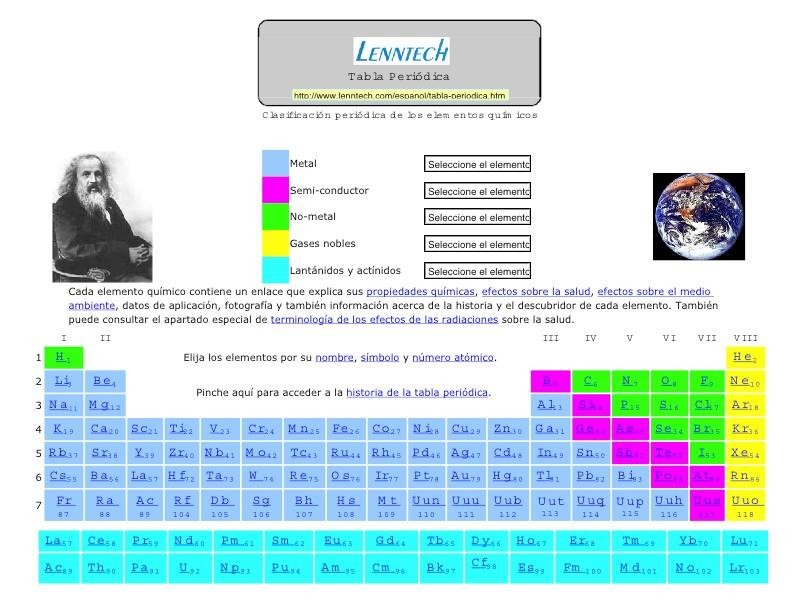 LENNTECH
Tabla Periódica
http://www.lenntech.com/espanol/tabla-periodica.htm
Clasificación periódica de los elementos químicos
Metal Seleccione el elemento
Semi-conductor Seleccione el elemento
No-metal Seleccione el elemento
Gases nobles Seleccione el elemento
Lantánidos y actínidos Seleccione el elemento
Cada elemento químico contiene un enlace que explica sus propiedades químicas, efectos sobre la salud, efectos sobre el medio
ambiente, datos de aplicación, fotografía y también información acerca de la historia y el descubridor de cada elemento. También
puede consultar el apartado especial de terminología de los efectos de las radiaciones sobre la salud.
I II III IV V VI VII VIII
1 H1 Elija los elementos por su nombre, símbolo y número atómico. He2
2 Li3 Be4 B5 C6 N7 O8 F9 Ne10
Pinche aquí para acceder a la historia de la tabla periódica.
3 Na11 Mg12 Al13 Si14 P15 S16 Cl17 Ar18
4 K19 Ca20 Sc21 Ti22 V23 Cr24 Mn25 Fe26 Co27 Ni28 Cu29 Zn30 Ga31 Ge32 As33 Se34 Br35 Kr36
5 Rb37 Sr38 Y39 Zr40 Nb41 Mo42 Tc43 Ru44 Rh45 Pd46 Ag47 Cd48 In49 Sn50 Sb51 Te52 I53 Xe54
6 Cs55 Ba56 La57 Hf72 Ta73 W74 Re75 Os76 Ir77 Pt78 Au79 Hg80 Tl81 Pb82 Bi83 Po84 At85 Rn86
7 Fr Ra Ac Rf Db Sg Bh Hs Mt Uun Uuu Uub Uut Uuq Uup Uuh Uus Uuo
87 88 89 104 105 106 107 108 109 110 111 112 113 114 115 116 117 118
La57 Ce58 Pr59 Nd60 Pm61 Sm62 Eu63 Gd64 Tb65 Dy66 Ho67 Er68 Tm69 Yb70 Lu71
Ac89 Th90 Pa91 U92 Np93 Pu94 Am95 Cm96 Bk97 Cf98 Es99 Fm100 Md101 No102 Lr103